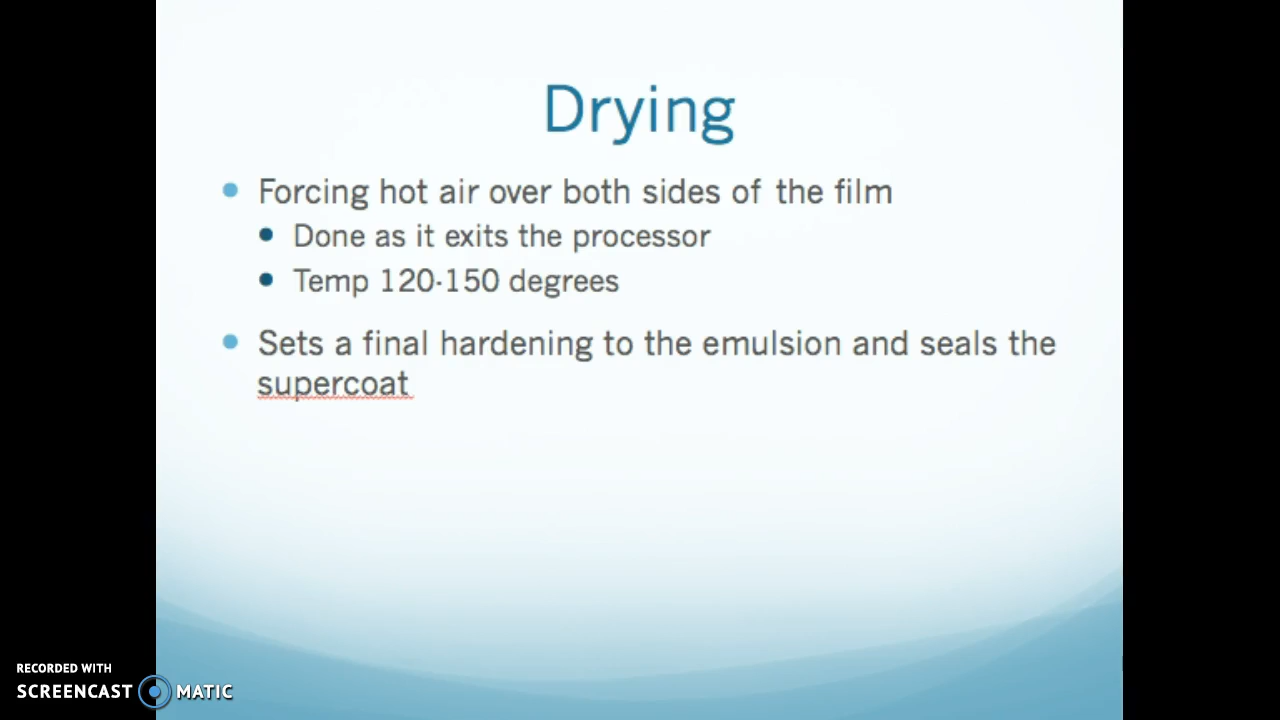 Drying
Forcing hot air over both sides of the film
Done as it exits the processor
Temp 120-150 degrees
Sets a final hardening to the emulsion and seals the
supercoat
RECORDED WITH
SCREENCAST MATIC